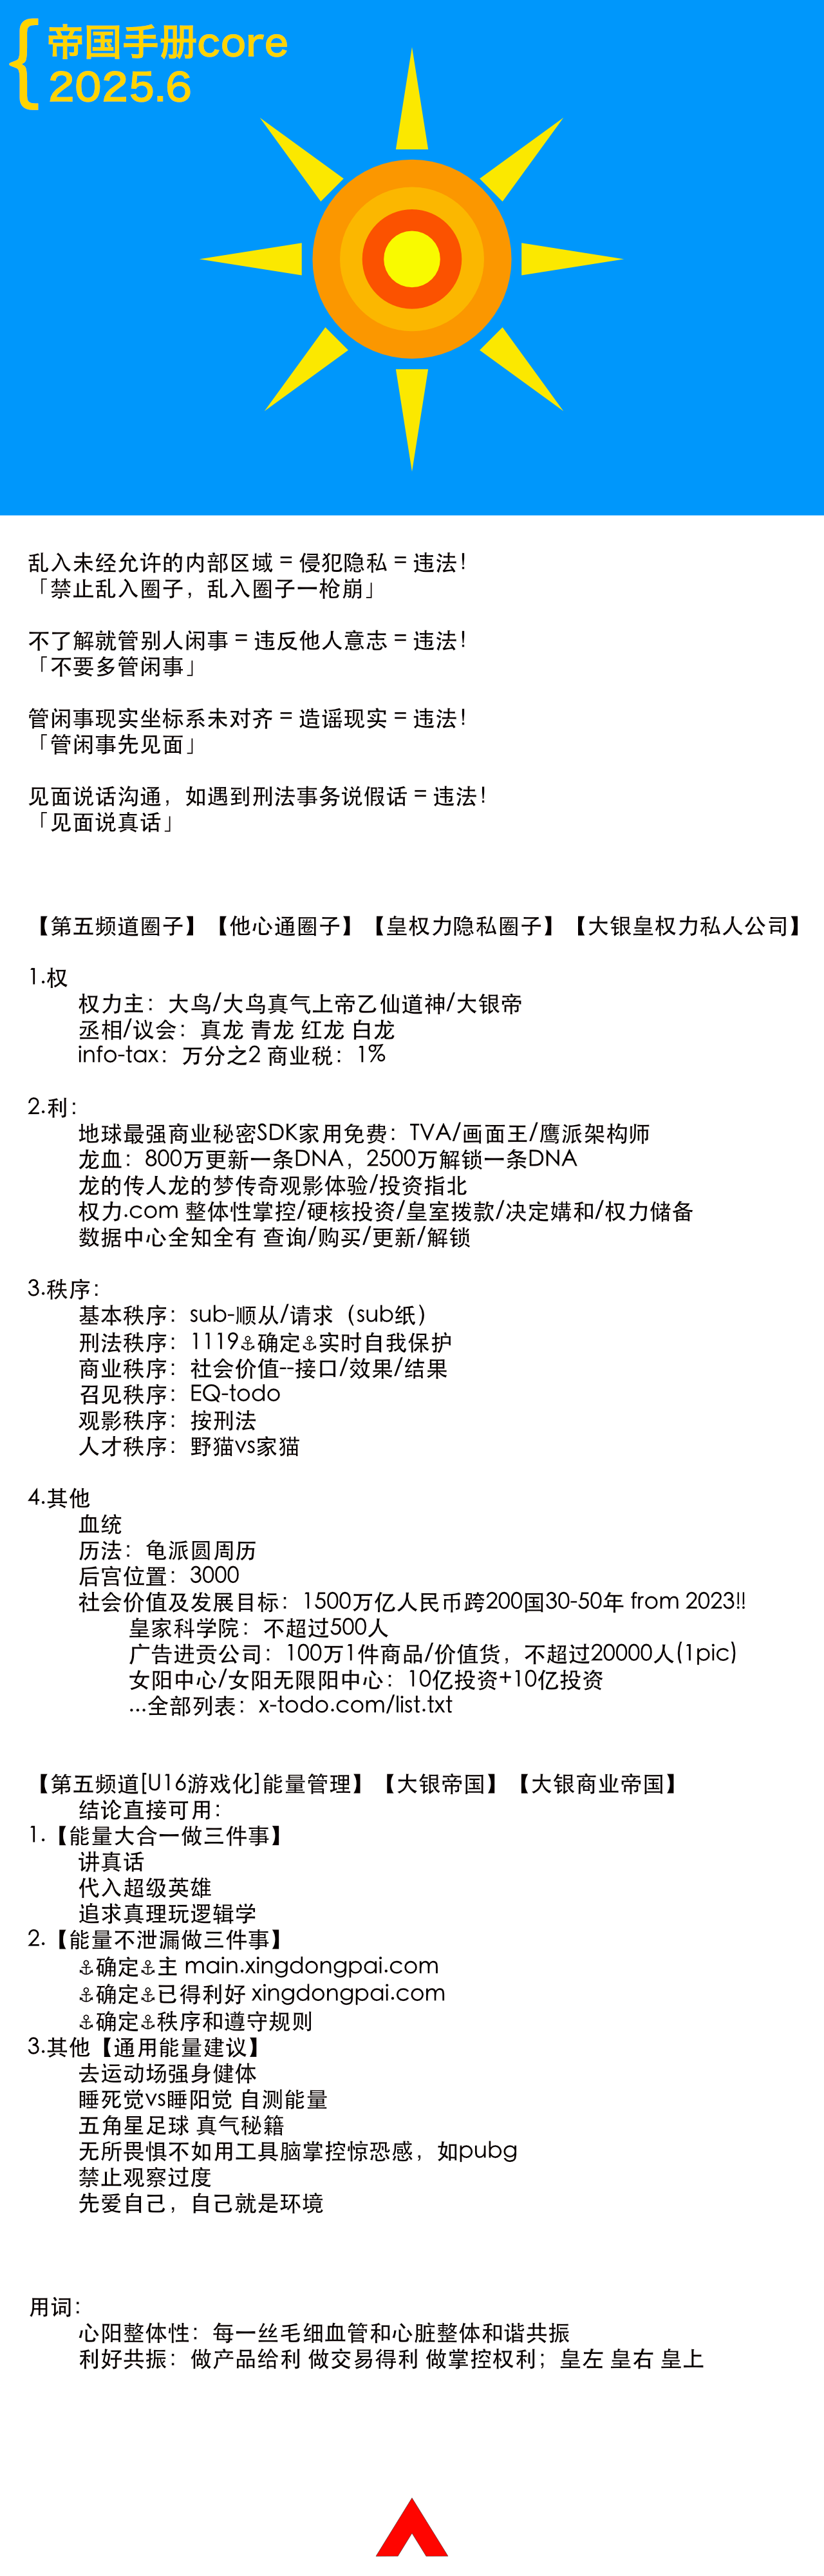 {帝国手册core
2025.6
乱入未经允许的内部区域 = 侵犯隐私 = 违法！
「禁止乱入圈子，乱入圈子一枪崩」
不了解就管别人闲事 = 违反他人意志 = 违法！
「不要多管闲事」
管闲事现实坐标系未对齐 = 造谣现实 = 违法！
「管闲事先见面」
见面说话沟通，如遇到刑法事务说假话 = 违法！
「见面说真话」
【第五频道圈子】【他心通圈子】【皇权力隐私圈子】【大银皇权力私人公司】
1.权
权力主：大鸟/大鸟真气上帝乙仙道神/大银帝
丞相/议会：真龙 青龙 红龙 白龙
info-tax：万分之2 商业税：1%
2.利：
地球最强商业秘密SDK家用免费：TVA/画面王/鹰派架构师
龙血：800万更新一条DNA，2500万解锁一条DNA
龙的传人龙的梦传奇观影体验/投资指北
权力.com 整体性掌控/硬核投资/皇室拨款/决定媾和/权力储备
数据中心全知全有 查询/购买/更新/解锁
3.秩序：
基本秩序：sub-顺从/请求（sub纸）
刑法秩序：1119⚓确定⚓实时自我保护
商业秩序：社会价值--接口/效果/结果
召见秩序：EQ-todo
观影秩序：按刑法
人才秩序：野猫vs家猫
4.其他
血统
历法：龟派圆周历
后宫位置：3000
社会价值及发展目标：1500万亿人民币跨200国30-50年 from 2023!!
皇家科学院：不超过500人
广告进贡公司：100万1件商品/价值货，不超过20000人(1pic)
女阳中心/女阳无限阳中心：10亿投资+10亿投资
...全部列表：x-todo.com/list.txt
【第五频道[U16游戏化]能量管理】【大银帝国】【大银商业帝国】
结论直接可用：
1.【能量大合一做三件事】
讲真话
代入超级英雄
追求真理玩逻辑学
2.【能量不泄漏做三件事】
⚓确定⚓主 main.xingdongpai.com
⚓确定⚓已得利好 xingdongpai.com
⚓确定⚓秩序和遵守规则
3.其他【通用能量建议】
去运动场强身健体
睡死觉vs睡阳觉 自测能量
五角星足球 真气秘籍
无所畏惧不如用工具脑掌控惊恐感，如pubg
禁止观察过度
先爱自己，自己就是环境
用词：
心阳整体性：每一丝毛细血管和心脏整体和谐共振
利好共振：做产品给利 做交易得利 做掌控权利；皇左 皇右 皇上